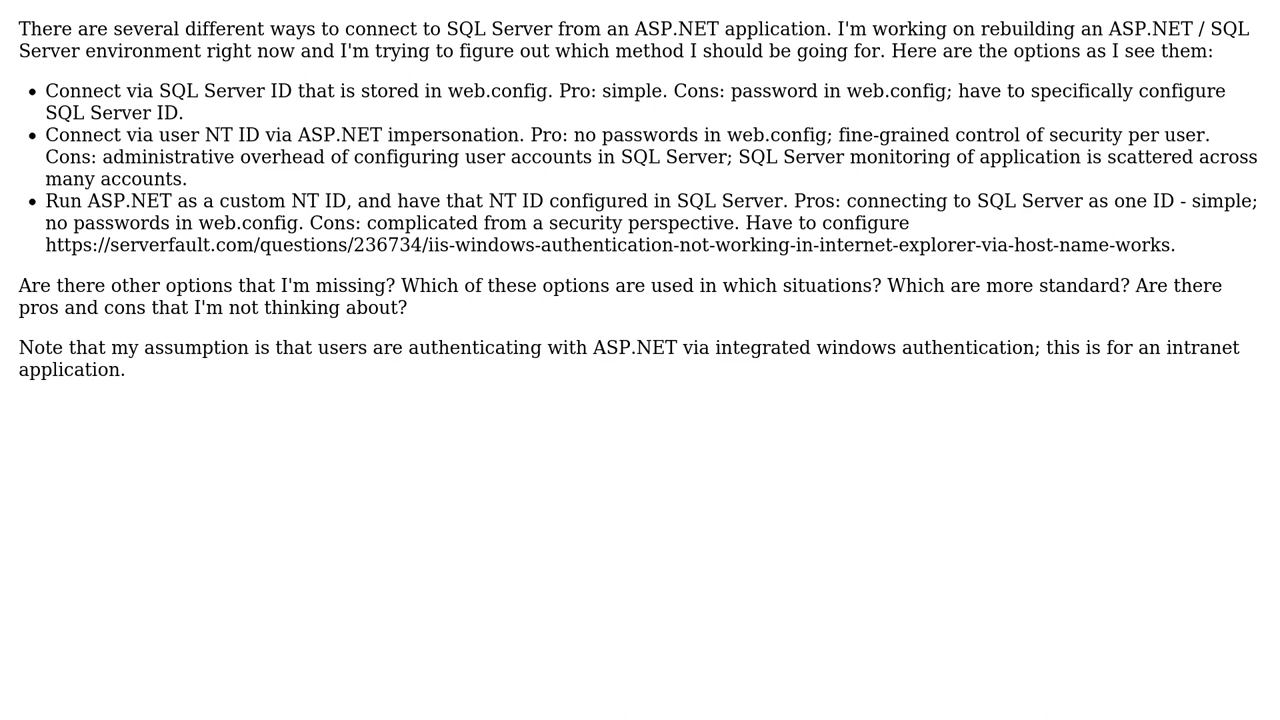 There are several different ways to connect to SQL Server from an ASP.NET application. I'm working on rebuilding an ASP.NET / SQL
Server environment right now and I'm trying to figure out which method I should be going for. Here are the options as I see them:
• Connect via SQL Server ID that is stored in web.config. Pro: simple. Cons: password in web.config; have to specifically configure
SQL Server ID.
• Connect via user NT ID via ASP.NET impersonation. Pro: no passwords in web.config; fine-grained control of security per user.
Cons: administrative overhead of configuring user accounts in SQL Server; SQL Server monitoring of application is scattered across
many accounts.
• Run ASP.NET as a custom NT ID, and have that NT ID configured in SQL Server. Pros: connecting to SQL Server as one ID - simple;
no passwords in web.config. Cons: complicated from a security perspective. Have to configure
https://serverfault.com/questions/236734/iis-windows-authentication-not-working-in-internet-explorer-via-host-name-works.
Are there other options that I'm missing? Which of these options are used in which situations? Which are more standard? Are there
pros and cons that I'm not thinking about?
Note that my assumption is that users are authenticating with ASP.NET via integrated windows authentication; this is for an intranet
application.